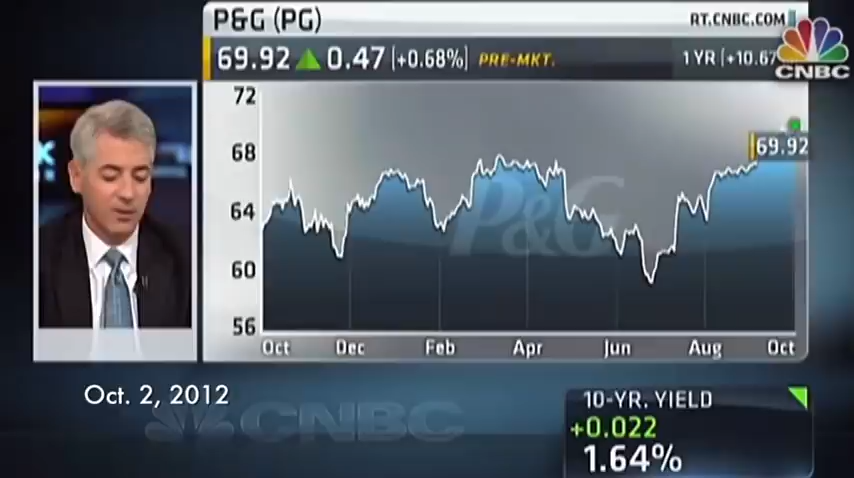 P&G (PG)
RT.CNBC.COM
69.92 0.47 [+0.68%] PRE-MKT. 1 YR [+10.67
CNBC
72
68
64
60
56
69.92
P&G
Oct Dec Feb Apr Jun Aug Oct
Oct. 2, 2012
CNBC
10-YR. YIELD
+0.022
1.64%